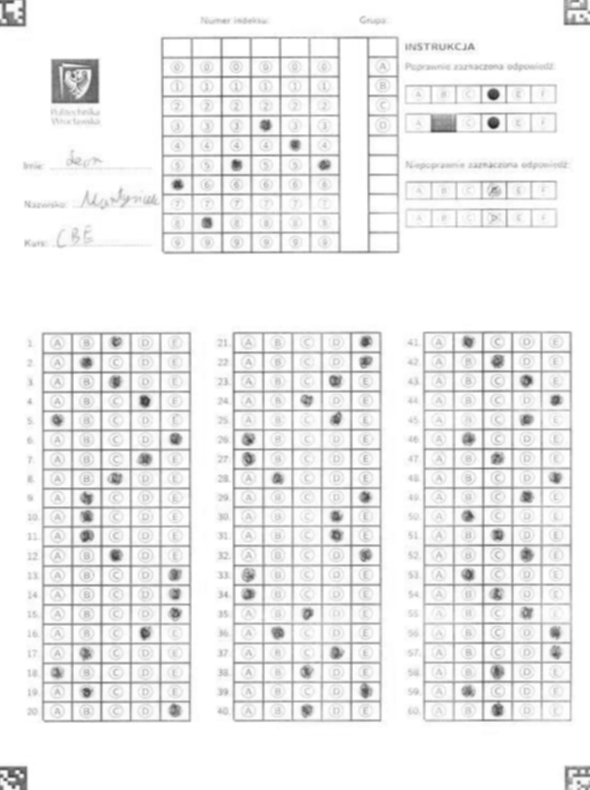 Numer indeksu: Grupa:
INSTRUKCJA
Poprawnie zaznaczona odpowiedź:
A B C E F
A C E F
Niepoprawnie zaznaczona odpowiedź:
A B C D E F
A B C D E F
Politechnika
Wrocławska
Imię: Leon
Nazwisko: Martyniuk
Kurs: CBE
0 0 0 0 0 0 A
1 1 1 1 1 1 B
2 2 2 2 2 2 C
3 3 3 3 3 D
4 4 4 4 4
5 5 5 5
6 6 6 6 6
7 7 7 7 7 7
8 8 8 8 8
9 9 9 9 9 9
1. A B D E
2. A C D E
3. A B D E
4. A B C E
5. B C D E
6. A B C D
7. A B C E
8. A B D E
9. A C D E
10. A C D E
11. A C D E
12. A B D E
13. A B C D
14. A B C D
15. A B C D
16. A B C E
17. A C D E
18. B C D E
19. A C D E
20. A B C D
21. A B C D
22. A B C D
23. A B C E
24. A B D E
25. A B C E
26. B C D E
27. B C D E
28. A C D E
29. A B C D
30. A B C E
31. A B C E
32. A B C D
33. B C D E
34. B C D E
35. A B D E
36. A C D E
37. A B C E
38. A B D E
39. A B C D
40. A B D E
41. A C D E
42. A B D E
43. A B C E
44. A B C D
45. A B C E
46. A C D E
47. A B D E
48. A B C D
49. A B C E
50. A C D E
51. A B D E
52. A B C E
53. A C D E
54. A B D E
55. A B C E
56. A B C D
57. A B C D
58. A B D E
59. A C D E
60. A B D E